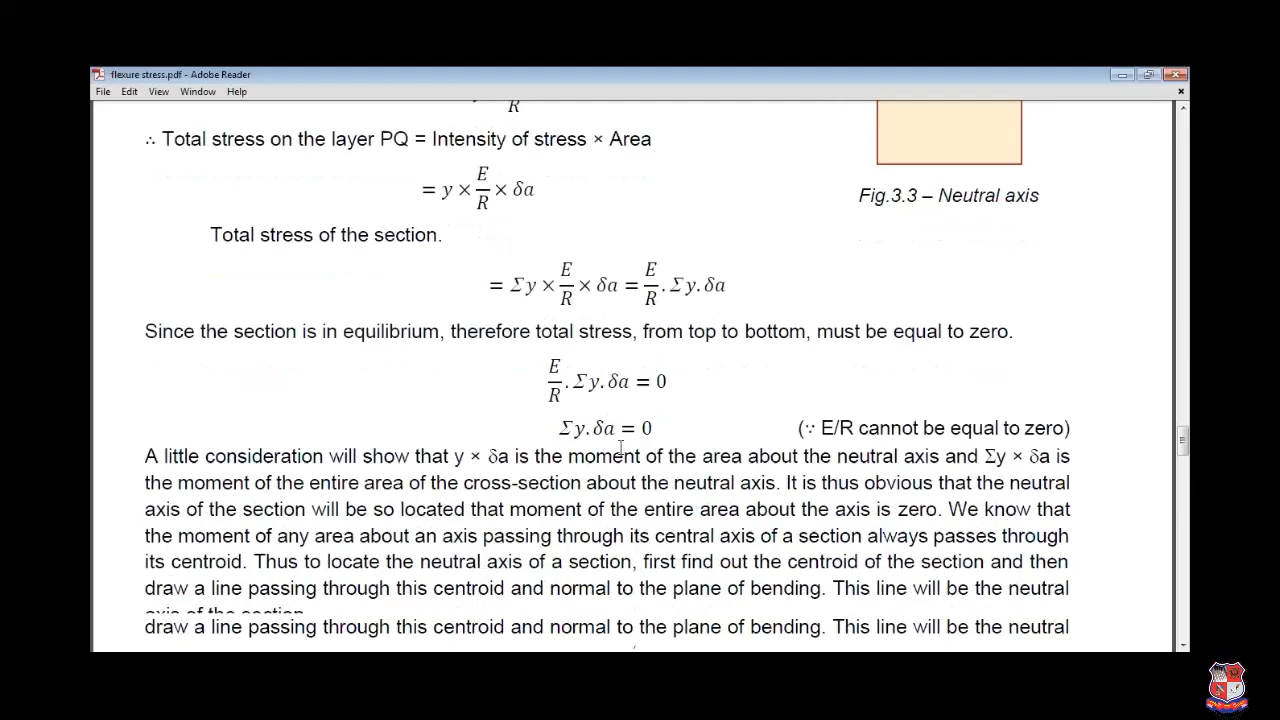 flexure stress.pdf - Adobe Reader
File Edit View Window Help
R
∴ Total stress on the layer PQ = Intensity of stress × Area
= y × E/R × δa
Fig.3.3 – Neutral axis
Total stress of the section.
= Σy × E/R × δa = E/R . Σy. δa
Since the section is in equilibrium, therefore total stress, from top to bottom, must be equal to zero.
E/R . Σy. δa = 0
Σy. δa = 0 (∵ E/R cannot be equal to zero)
A little consideration will show that y × δa is the moment of the area about the neutral axis and Σy × δa is
the moment of the entire area of the cross-section about the neutral axis. It is thus obvious that the neutral
axis of the section will be so located that moment of the entire area about the axis is zero. We know that
the moment of any area about an axis passing through its central axis of a section always passes through
its centroid. Thus to locate the neutral axis of a section, first find out the centroid of the section and then
draw a line passing through this centroid and normal to the plane of bending. This line will be the neutral
axis of the section
draw a line passing through this centroid and normal to the plane of bending. This line will be the neutral